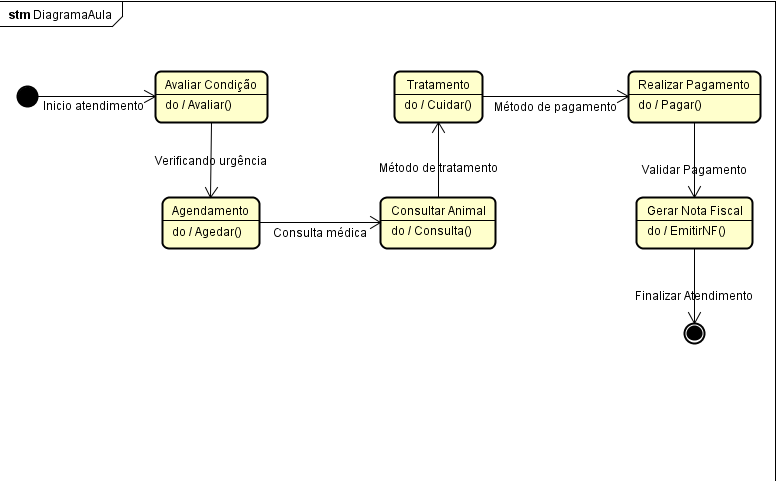 stm DiagramaAula
Avaliar Condição
do / Avaliar()
Inicio atendimento
Tratamento
do / Cuidar()
Método de pagamento
Realizar Pagamento
do / Pagar()
Verificando urgência
Método de tratamento
Validar Pagamento
Agendamento
do / Agedar()
Consulta médica
Consultar Animal
do / Consulta()
Gerar Nota Fiscal
do / EmitirNF()
Finalizar Atendimento